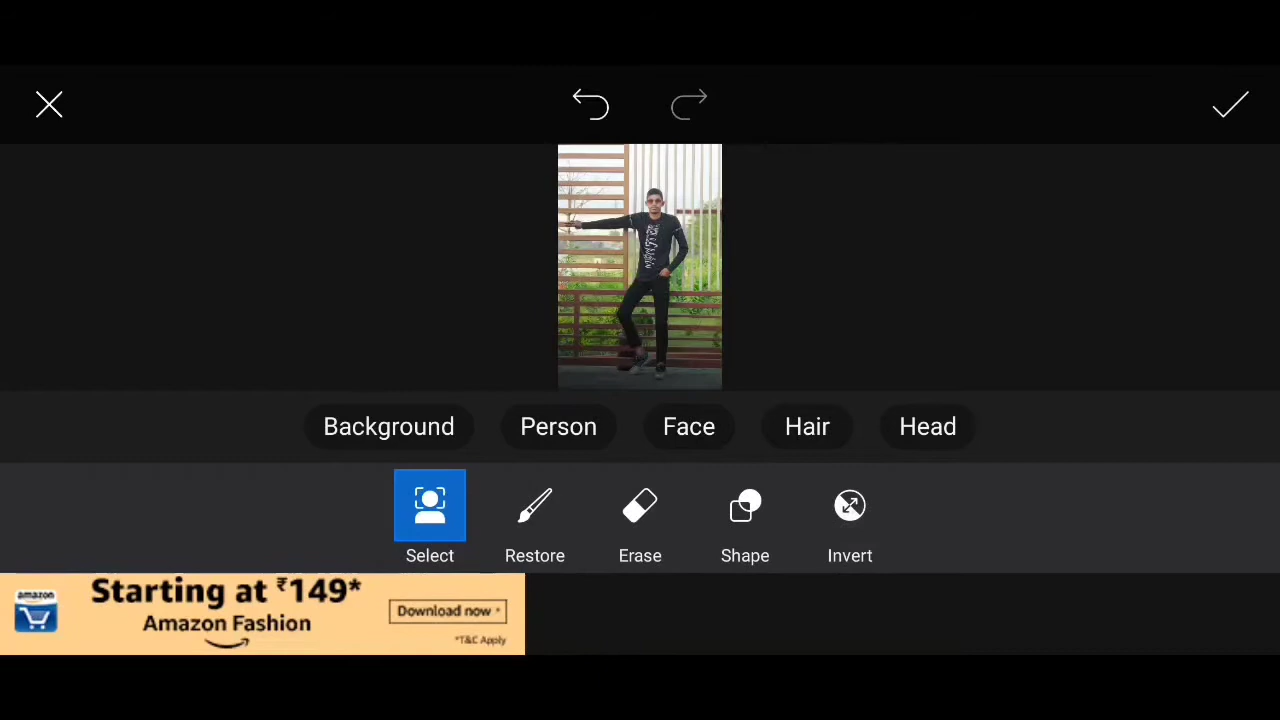 Background Person Face Hair Head
Select Restore Erase Shape Invert
amazon
Starting at ₹149*
Amazon Fashion
Download now *
*T&C Apply